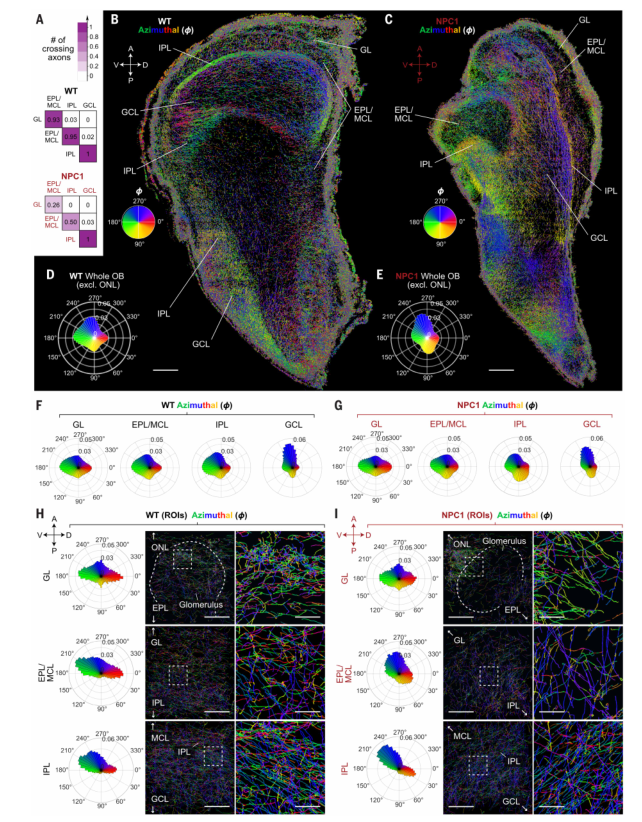 A
# of
crossing
axons
1
0.8
0.6
0.4
0.2
0
WT
EPL/
MCL IPL GCL
GL 0.93 0.03 0
EPL/
MCL 0.95 0.02
IPL 1
NPC1
EPL/
MCL IPL GCL
GL 0.26 0 0
EPL/
MCL 0.50 0.03
IPL 1
B WT
Azimuthal (ϕ)
A
V D
P
IPL
GL
GCL
EPL/
MCL
IPL
ϕ
270°
180° 0°
90°
IPL
GCL
C NPC1
Azimuthal (ϕ)
A
V D
P
GL
EPL/
MCL
EPL/
MCL
IPL
IPL
GCL
ϕ
270°
180° 0°
90°
D WT Whole OB
(excl. ONL)
270°
240° 0.05 300°
0.03
210° 330°
180° 0°
150° 30°
120° 60°
90°
E NPC1 Whole OB
(excl. ONL)
270°
240° 0.05 300°
0.03
210° 330°
180° 0°
150° 30°
120° 60°
90°
F WT Azimuthal (ϕ)
GL EPL/MCL IPL GCL
270°
240° 0.05 300° 0.05 0.05 0.06
210° 0.03 330° 0.03 0.03 0.03
180° 0°
150° 30°
120° 60°
90°
G NPC1 Azimuthal (ϕ)
GL EPL/MCL IPL GCL
270°
240° 0.05 300° 0.05 0.05 0.06
210° 0.03 330° 0.03 0.03 0.03
180° 0°
150° 30°
120° 60°
90°
H WT (ROIs) Azimuthal (ϕ)
A
V D
P
GL
270°
240° 0.05 300°
210° 0.03 330°
180° 0°
150° 30°
120° 60°
90°
ONL
EPL Glomerulus
EPL/
MCL
270°
240° 0.05 300°
210° 0.03 330°
180° 0°
150° 30°
120° 60°
90°
GL
IPL
IPL
270°
240° 0.06 300°
210° 0.03 330°
180° 0°
150° 30°
120° 60°
90°
MCL
IPL
GCL
I NPC1 (ROIs) Azimuthal (ϕ)
A
V D
P
GL
270°
240° 0.05 300°
210° 0.03 330°
180° 0°
150° 30°
120° 60°
90°
ONL Glomerulus
EPL
EPL/
MCL
270°
240° 0.05 300°
210° 0.03 330°
180° 0°
150° 30°
120° 60°
90°
GL
IPL
IPL
270°
240° 0.06 300°
210° 0.03 330°
180° 0°
150° 30°
120° 60°
90°
MCL
IPL
GCL